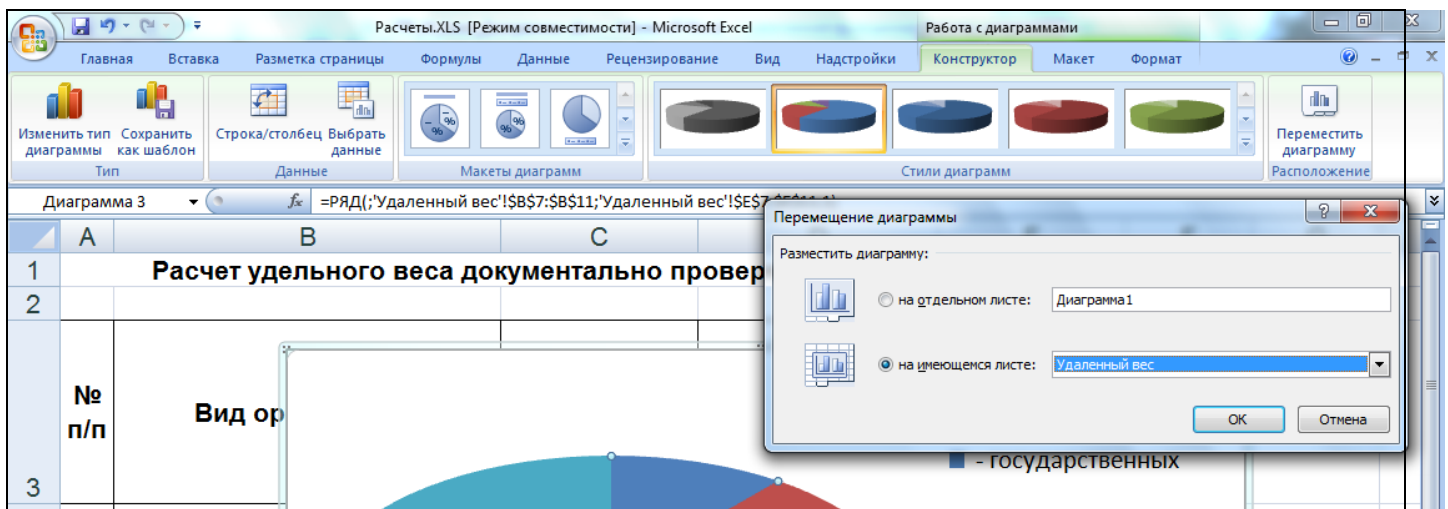 Расчеты.XLS [Режим совместимости] - Microsoft Excel
Работа с диаграммами
Главная Вставка Разметка страницы Формулы Данные Рецензирование Вид Надстройки Конструктор Макет Формат
Изменить тип диаграммы
Сохранить как шаблон
Строка/столбец
Выбрать данные
Переместить диаграмму
Тип Данные Макеты диаграмм Стили диаграмм Расположение
Диаграмма 3 fx =РЯД(;'Удаленный вес'!$B$7:$B$11;'Удаленный вес'!$E$7
A B C
1 Расчет удельного веса документально провер
2
№
п/п
Вид ор
3
Перемещение диаграммы
Разместить диаграмму:
на отдельном листе: Диаграмма1
на имеющемся листе: Удаленный вес
ОК Отмена
- государственных